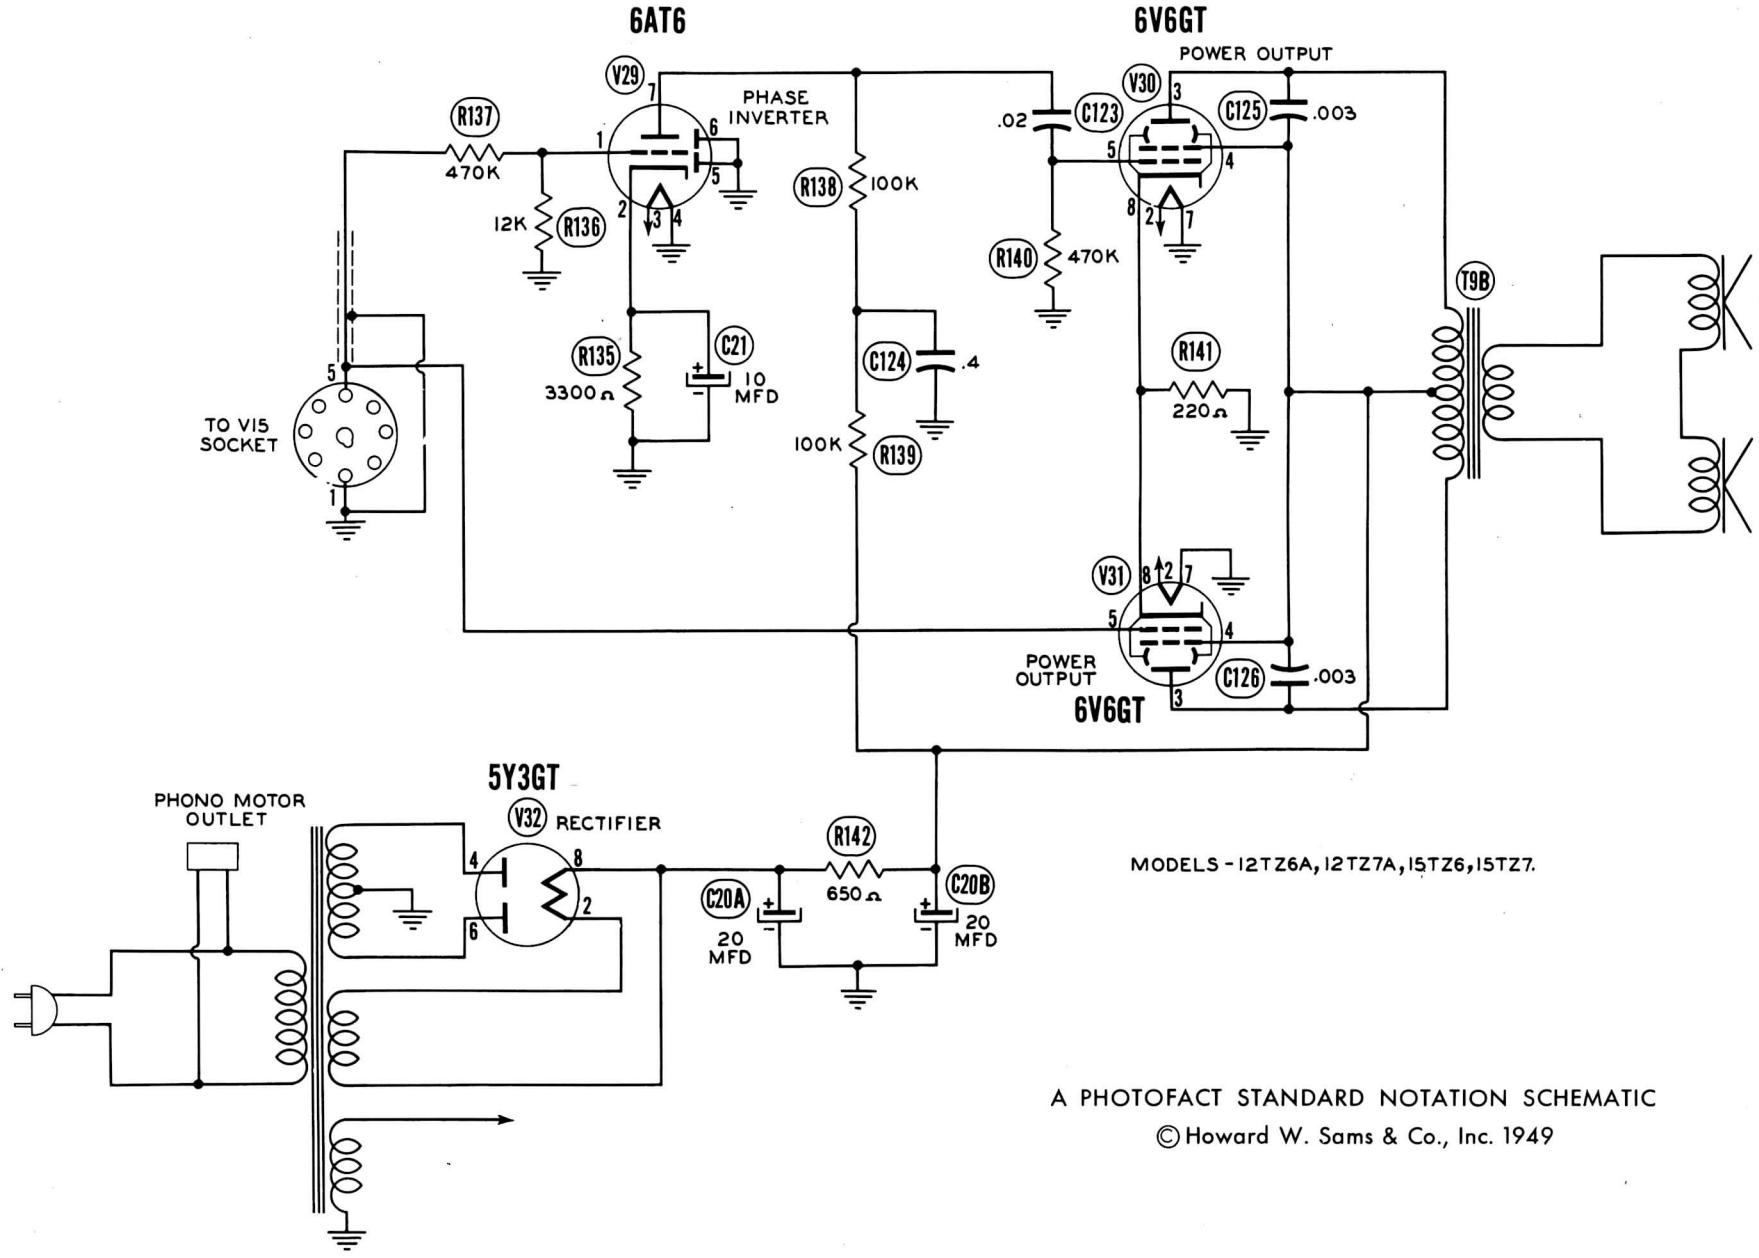 6AT6
6V6GT
POWER OUTPUT
V29
7
PHASE
INVERTER
R137
470K
1
6
5
2
3
4
12K
R136
R138
100K
.02
C123
V30
3
C125
.003
5
4
8
2
7
R140
470K
T9B
R135
3300Ω
C21
+
-
10
MFD
C124
.4
R141
220Ω
5
TO V15
SOCKET
1
100K
R139
V31
8
2
7
5
4
POWER
OUTPUT
3
C126
.003
6V6GT
5Y3GT
V32
RECTIFIER
PHONO MOTOR
OUTLET
4
8
6
2
R142
650Ω
C20A
+
-
20
MFD
C20B
+
-
20
MFD
MODELS - 12TZ6A, 12TZ7A, 15TZ6, 15TZ7.
A PHOTOFACT STANDARD NOTATION SCHEMATIC
© Howard W. Sams & Co., Inc. 1949